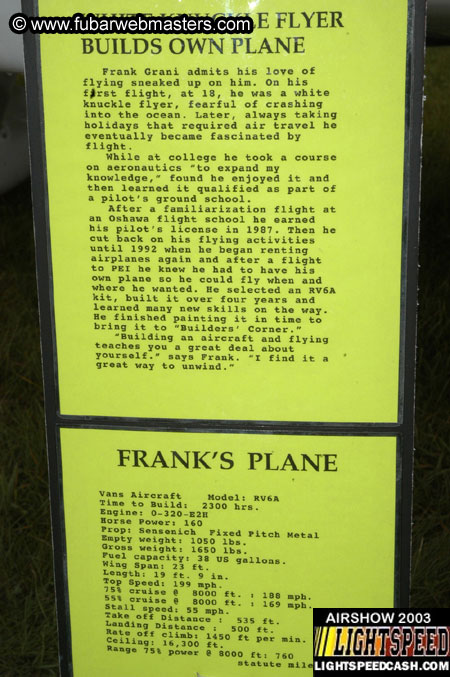 © www.fubarwebmasters.com
KNUCKLE FLYER
BUILDS OWN PLANE
Frank Grani admits his love of
flying sneaked up on him. On his
first flight, at 18, he was a white
knuckle flyer, fearful of crashing
into the ocean. Later, always taking
holidays that required air travel he
eventually became fascinated by
flight.
While at college he took a course
on aeronautics "to expand my
knowledge," found he enjoyed it and
then learned it qualified as part of
a pilot's ground school.
After a familiarization flight at
an Oshawa flight school he earned
his pilot's license in 1987. Then he
cut back on his flying activities
until 1992 when he began renting
airplanes again and after a flight
to PEI he knew he had to have his
own plane so he could fly when and
where he wanted. He selected an RV6A
kit, built it over four years and
learned many new skills on the way.
He finished painting it in time to
bring it to "Builders' Corner."
"Building an aircraft and flying
teaches you a great deal about
yourself." says Frank. "I find it a
great way to unwind."
FRANK'S PLANE
Vans Aircraft Model: RV6A
Time to Build: 2300 hrs.
Engine: O-320-E2H
Horse Power: 160
Prop: Sensenich Fixed Pitch Metal
Empty weight: 1050 lbs.
Gross weight: 1650 lbs.
Fuel capacity: 38 US gallons.
Wing Span: 23 ft.
Length: 19 ft. 9 in.
Top Speed: 199 mph.
75% cruise @ 8000 ft. : 188 mph.
55% cruise @ 8000 ft. : 169 mph.
Stall speed: 55 mph.
Take off Distance : 535 ft.
Landing Distance : 500 ft.
Rate off climb: 1450 ft per min.
Ceiling: 16,300 ft.
Range 75% power @ 8000 ft: 760
statute mile
AIRSHOW 2003
LIGHTSPEED
LIGHTSPEEDCASH.COM